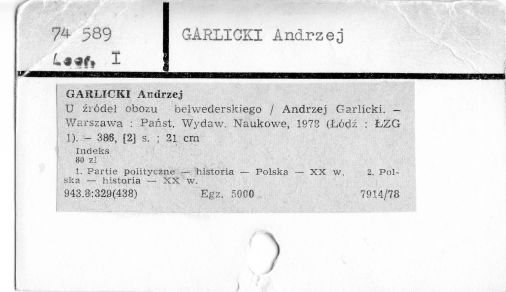 74 589
GARLICKI Andrzej
I
GARLICKI Andrzej
U źródeł obozu belwederskiego / Andrzej Garlicki. —
Warszawa : Państ. Wydaw. Naukowe, 1978 (Łódź : ŁZG
1). — 386, [2] s. ; 21 cm
Indeks
80 zł
1. Partie polityczne — historia — Polska — XX w. 2. Pol-
ska — historia — XX w.
943.8:329(438) Egz. 5000 7914/78